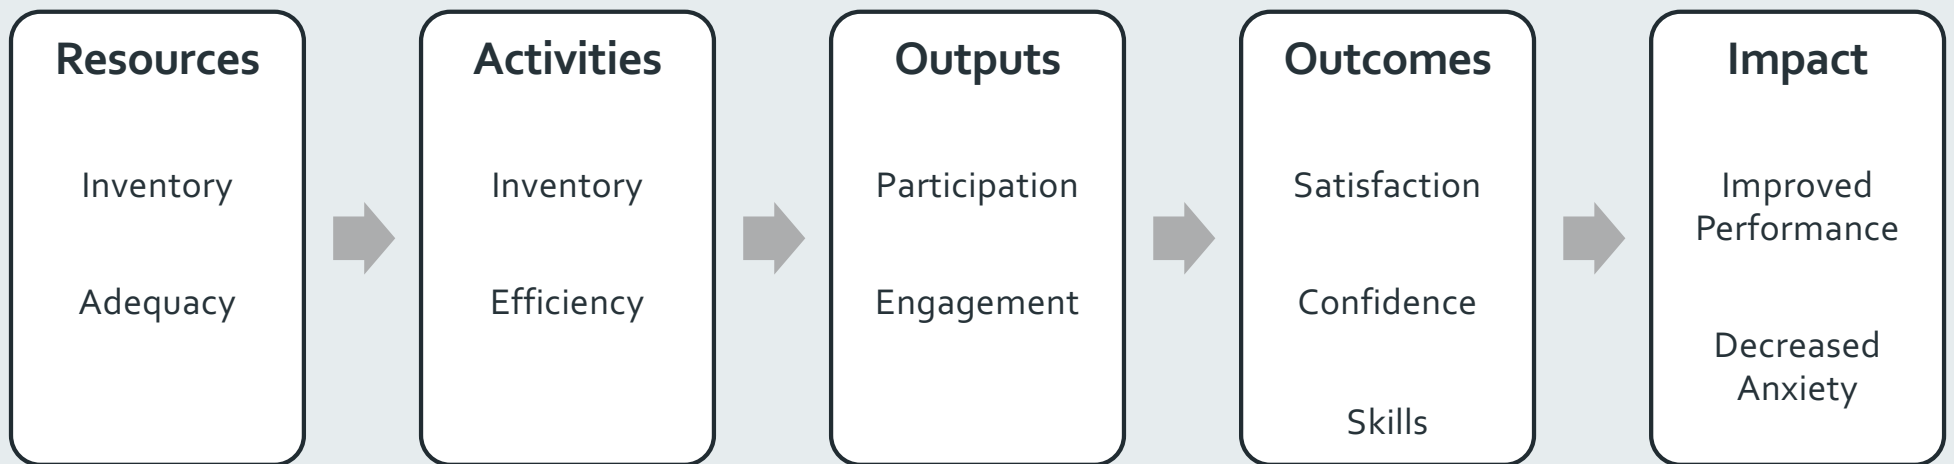 Resources
Inventory
Adequacy
Activities
Inventory
Efficiency
Outputs
Participation
Engagement
Outcomes
Satisfaction
Confidence
Skills
Impact
Improved
Performance
Decreased
Anxiety